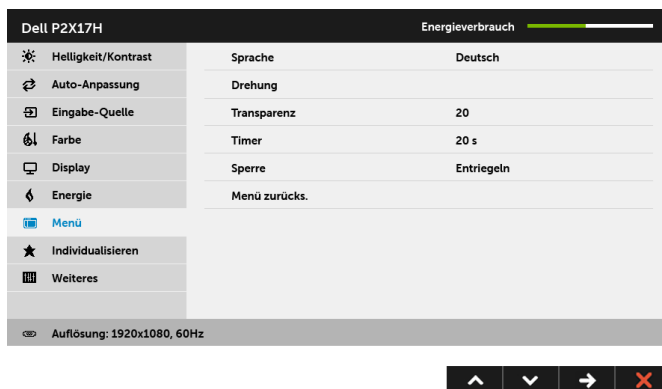 Dell P2X17H Energieverbrauch
Helligkeit/Kontrast Sprache Deutsch
Auto-Anpassung Drehung
Eingabe-Quelle Transparenz 20
Farbe Timer 20 s
Display Sperre Entriegeln
Energie Menü zurücks.
Menü
Individualisieren
Weiteres
Auflösung: 1920x1080, 60Hz